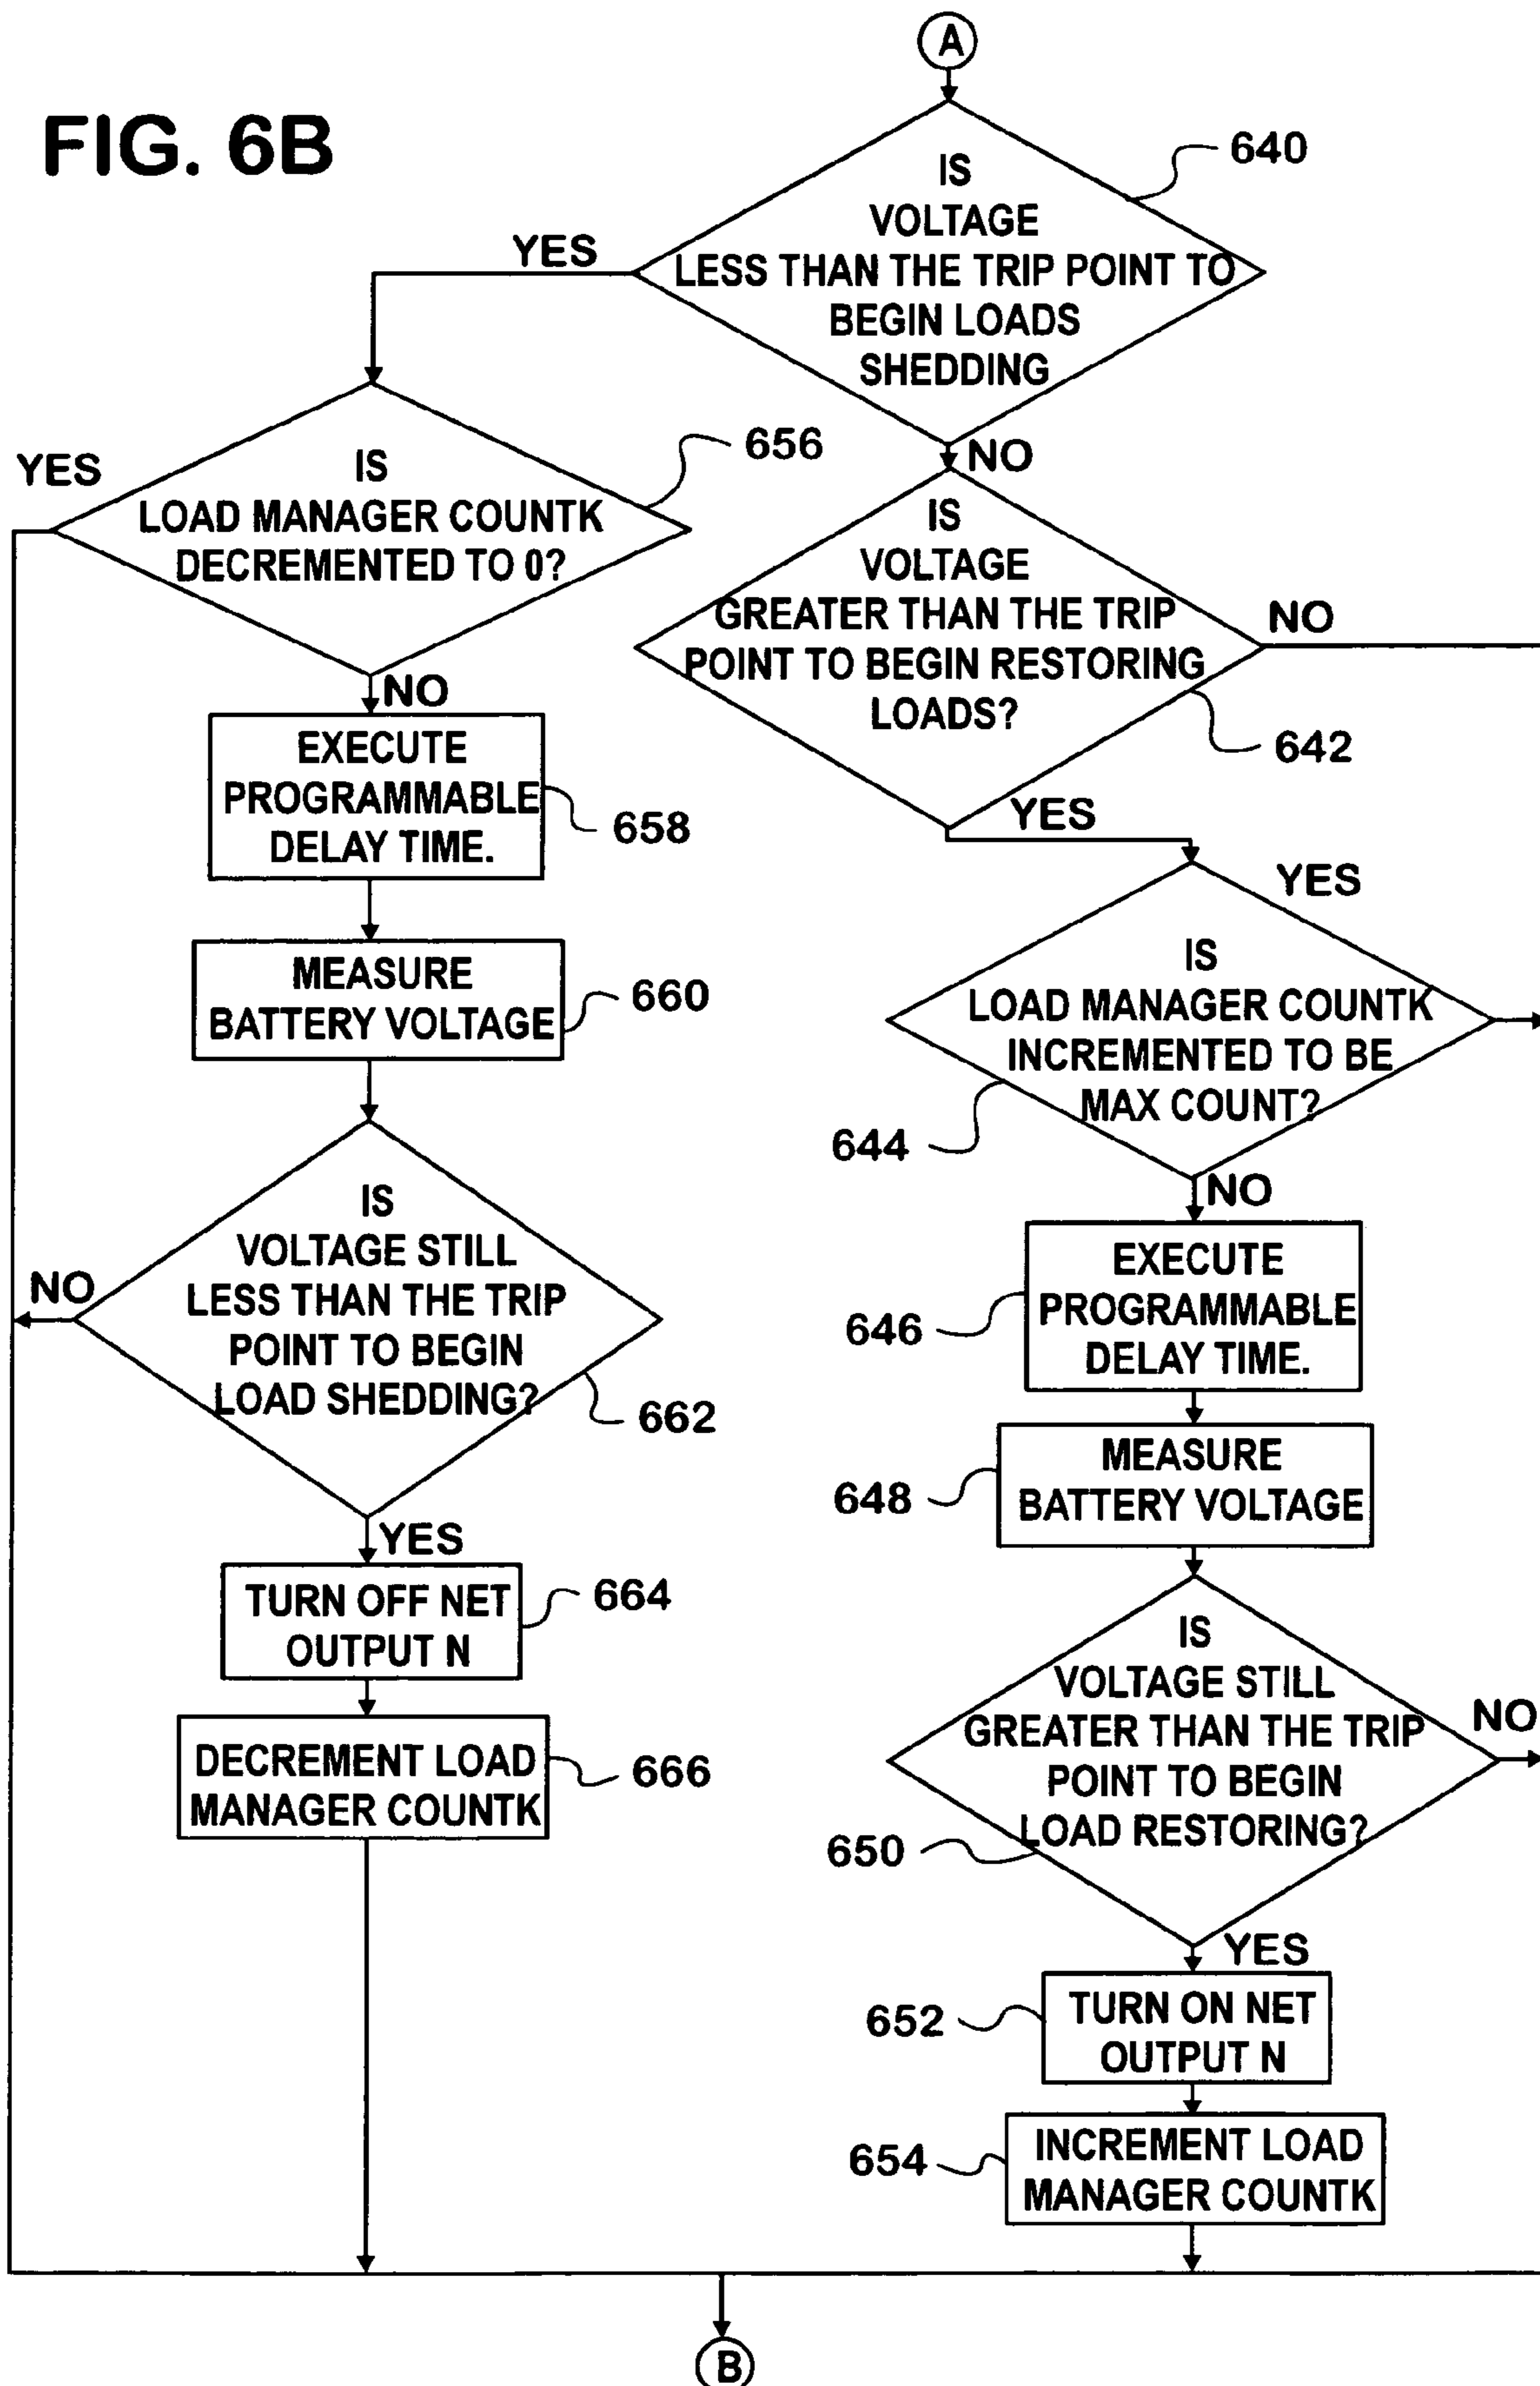 A
FIG. 6B
640
IS
VOLTAGE
LESS THAN THE TRIP POINT TO
BEGIN LOADS
SHEDDING
YES
NO
656
YES
IS
LOAD MANAGER COUNTK
DECREMENTED TO 0?
NO
EXECUTE
PROGRAMMABLE
DELAY TIME.
658
MEASURE
BATTERY VOLTAGE
660
IS
VOLTAGE STILL
LESS THAN THE TRIP
POINT TO BEGIN
LOAD SHEDDING?
NO
662
YES
TURN OFF NET
OUTPUT N
664
DECREMENT LOAD
MANAGER COUNTK
666
IS
VOLTAGE
GREATER THAN THE TRIP
POINT TO BEGIN RESTORING
LOADS?
NO
642
YES
YES
IS
LOAD MANAGER COUNTK
INCREMENTED TO BE
MAX COUNT?
644
NO
EXECUTE
PROGRAMMABLE
DELAY TIME.
646
MEASURE
BATTERY VOLTAGE
648
IS
VOLTAGE STILL
GREATER THAN THE TRIP
POINT TO BEGIN
LOAD RESTORING?
NO
650
YES
TURN ON NET
OUTPUT N
652
INCREMENT LOAD
MANAGER COUNTK
654
B